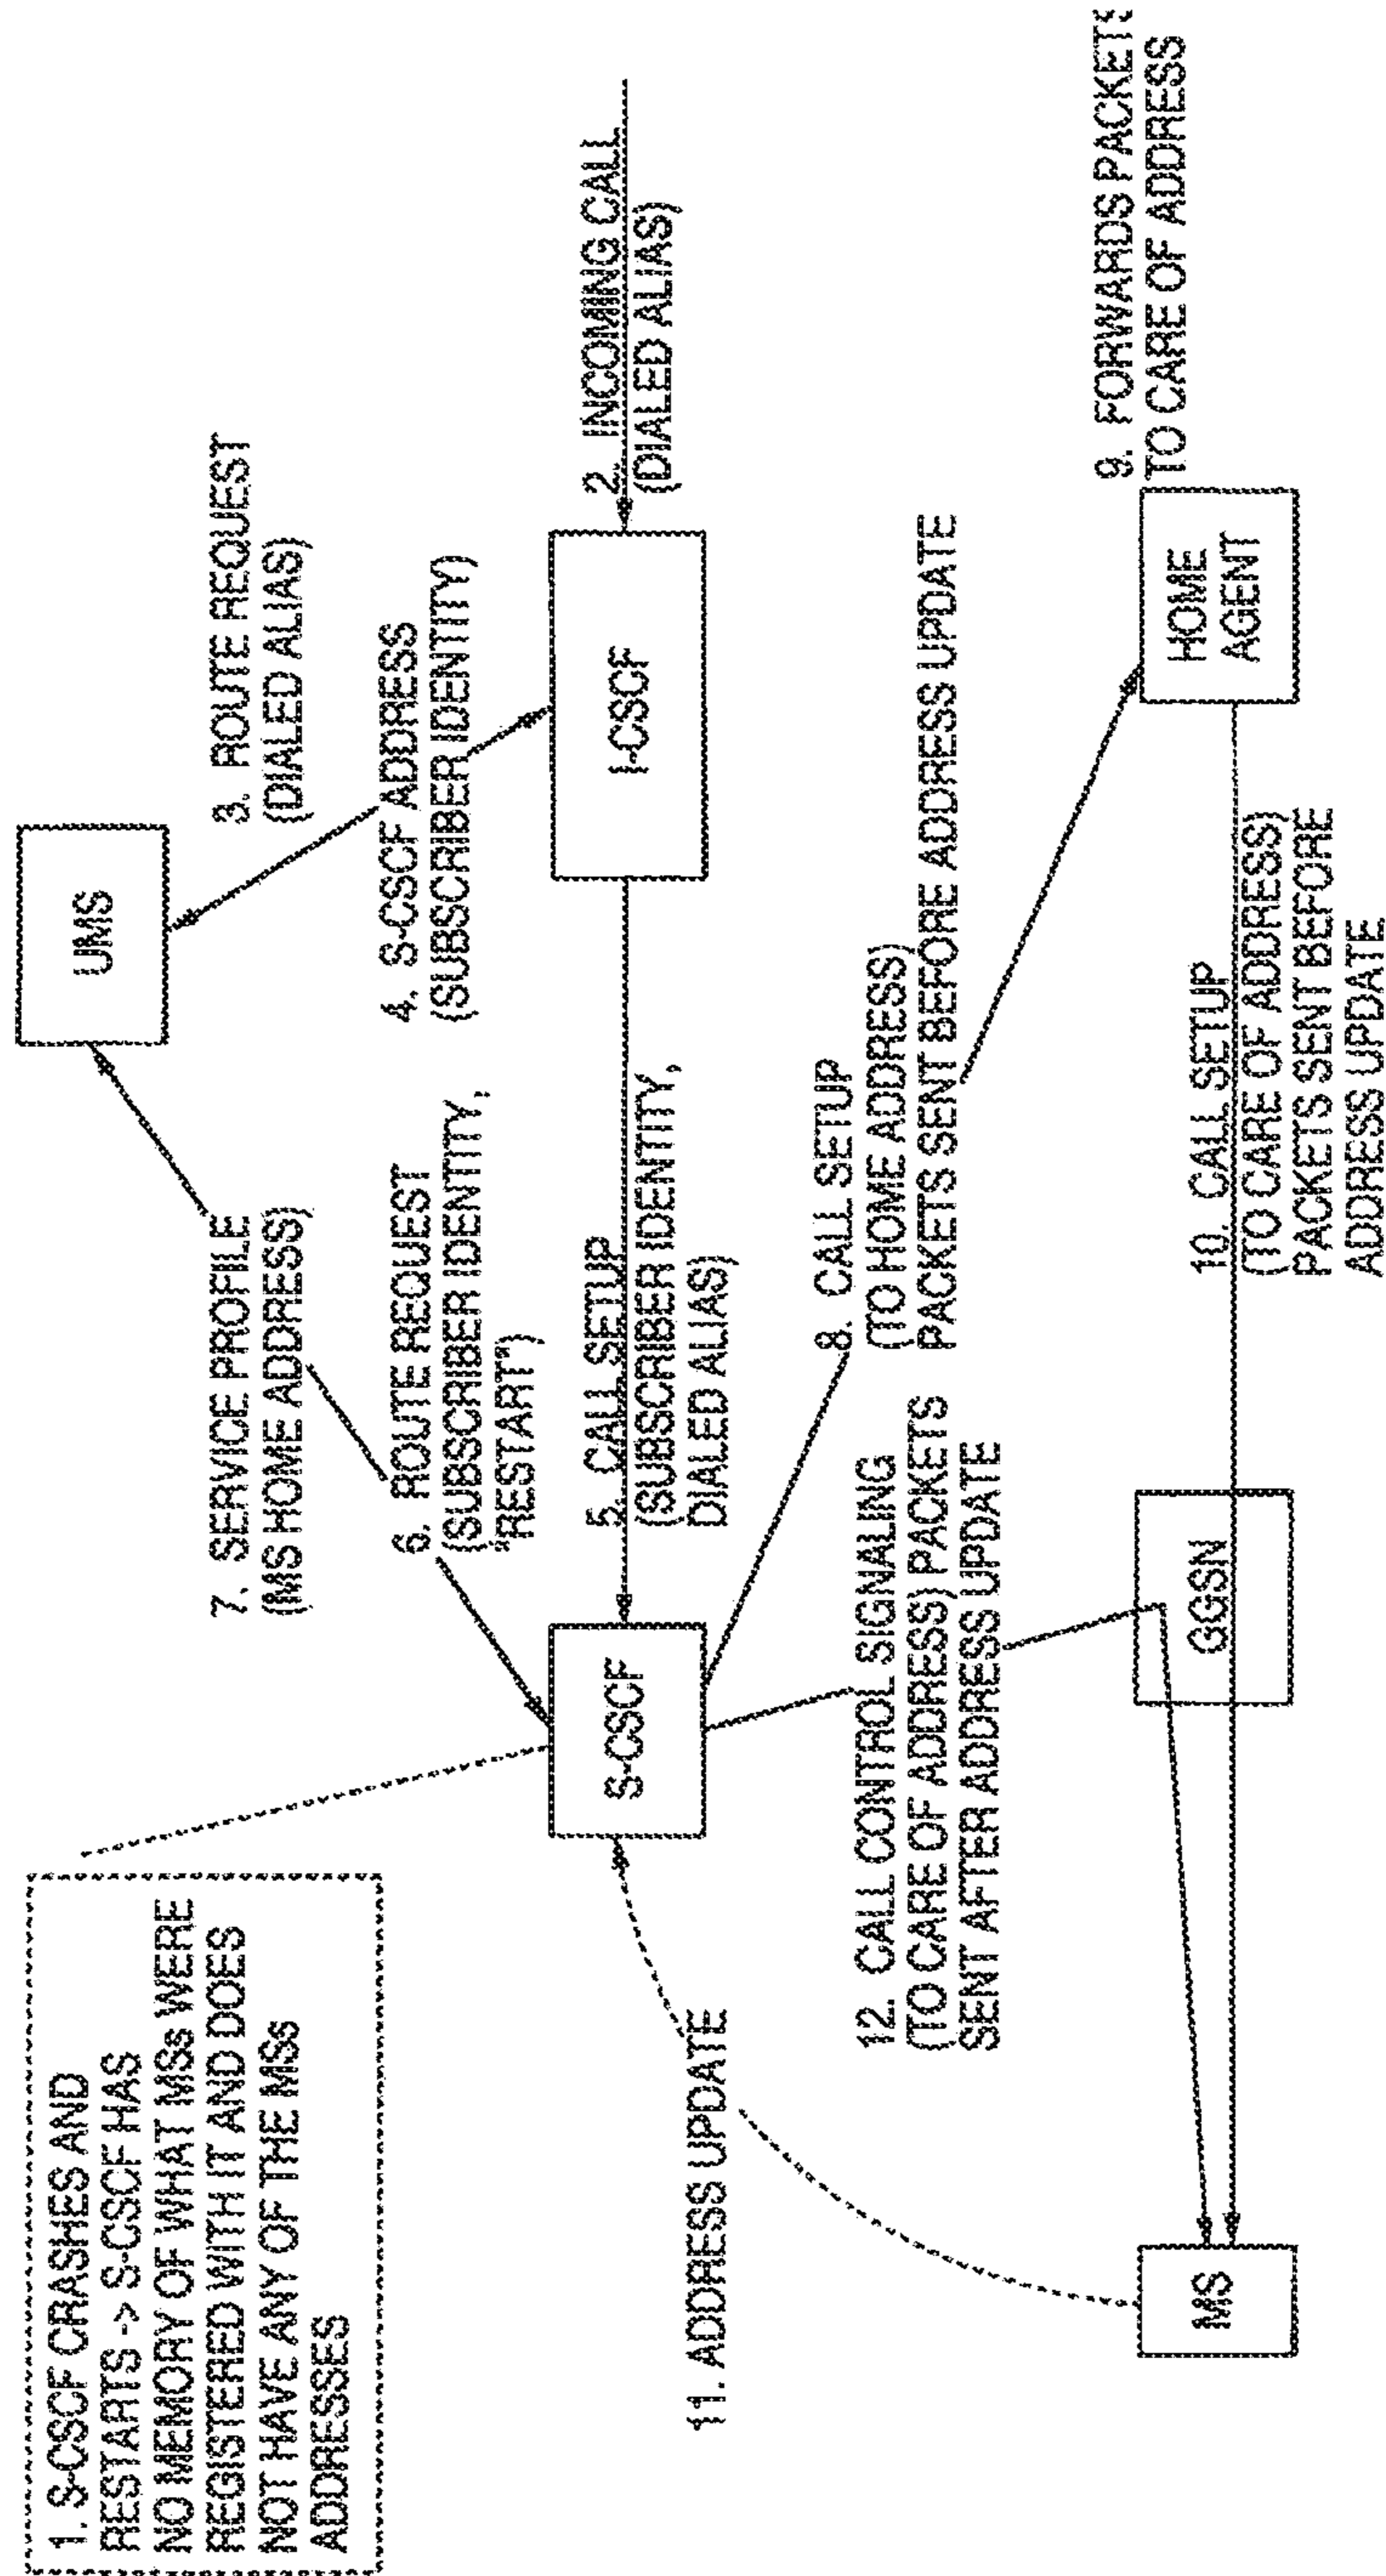 1. S-CSCF CRASHES AND
RESTARTS -> S-CSCF HAS
NO MEMORY OF WHAT MSs WERE
REGISTERED WITH IT AND DOES
NOT HAVE ANY OF THE MSs
ADDRESSES
UMS
7. SERVICE PROFILE
(MS HOME ADDRESS)
3. ROUTE REQUEST
(DIALED ALIAS)
6. ROUTE REQUEST
(SUBSCRIBER IDENTITY,
"RESTART")
4. S-CSCF ADDRESS
(SUBSCRIBER IDENTITY)
S-CSCF
5. CALL SETUP
(SUBSCRIBER IDENTITY,
DIALED ALIAS)
I-CSCF
2. INCOMING CALL
(DIALED ALIAS)
11. ADDRESS UPDATE
12. CALL CONTROL SIGNALING
(TO CARE OF ADDRESS) PACKETS
SENT AFTER ADDRESS UPDATE
8. CALL SETUP
(TO HOME ADDRESS)
PACKETS SENT BEFORE ADDRESS UPDATE
9. FORWARDS PACKETS
TO CARE OF ADDRESS
MS
GGSN
10. CALL SETUP
(TO CARE OF ADDRESS)
PACKETS SENT BEFORE
ADDRESS UPDATE
HOME
AGENT